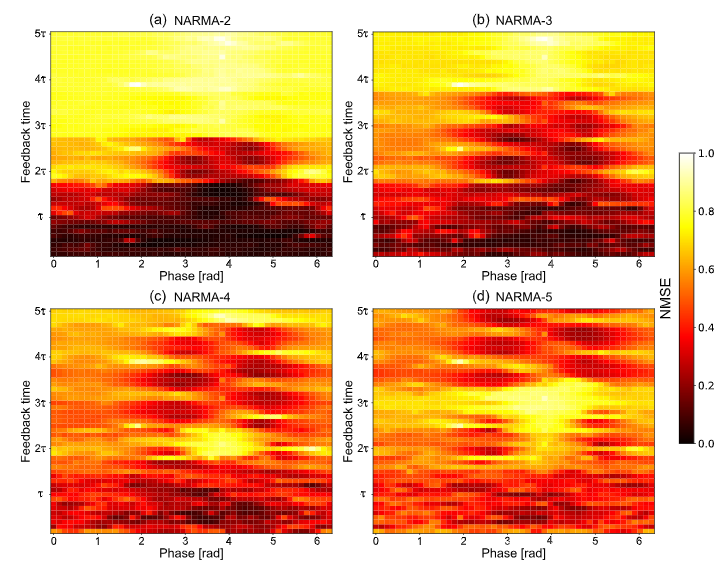 (a) NARMA-2
(b) NARMA-3
5τ
4τ
3τ
2τ
τ
Feedback time
0 1 2 3 4 5 6
Phase [rad]
5τ
4τ
3τ
2τ
τ
Feedback time
0 1 2 3 4 5 6
Phase [rad]
(c) NARMA-4
(d) NARMA-5
5τ
4τ
3τ
2τ
τ
Feedback time
0 1 2 3 4 5 6
Phase [rad]
5τ
4τ
3τ
2τ
τ
Feedback time
0 1 2 3 4 5 6
Phase [rad]
1.0
0.8
0.6
0.4
0.2
0.0
NMSE